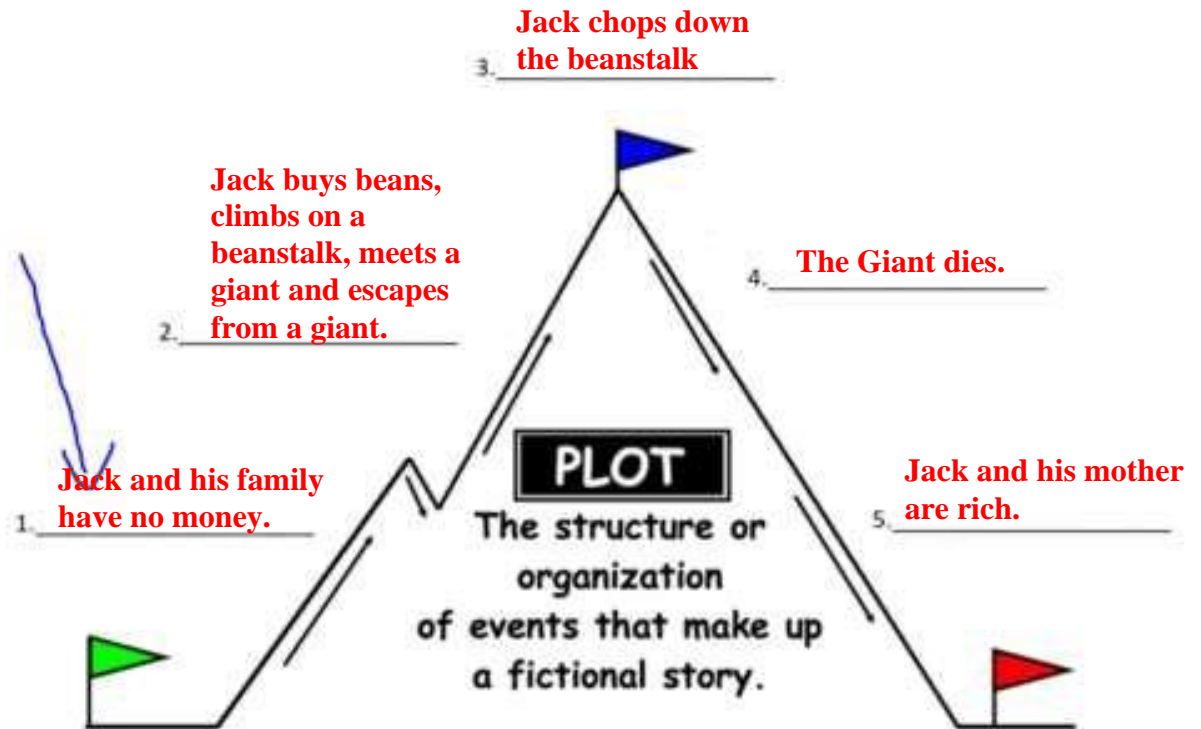 Jack chops down
3. the beanstalk
Jack buys beans,
climbs on a
beanstalk, meets a
giant and escapes
2. from a giant.
4. The Giant dies.
Jack and his family
1. have no money.
PLOT
The structure or
organization
of events that make up
a fictional story.
Jack and his mother
5. are rich.